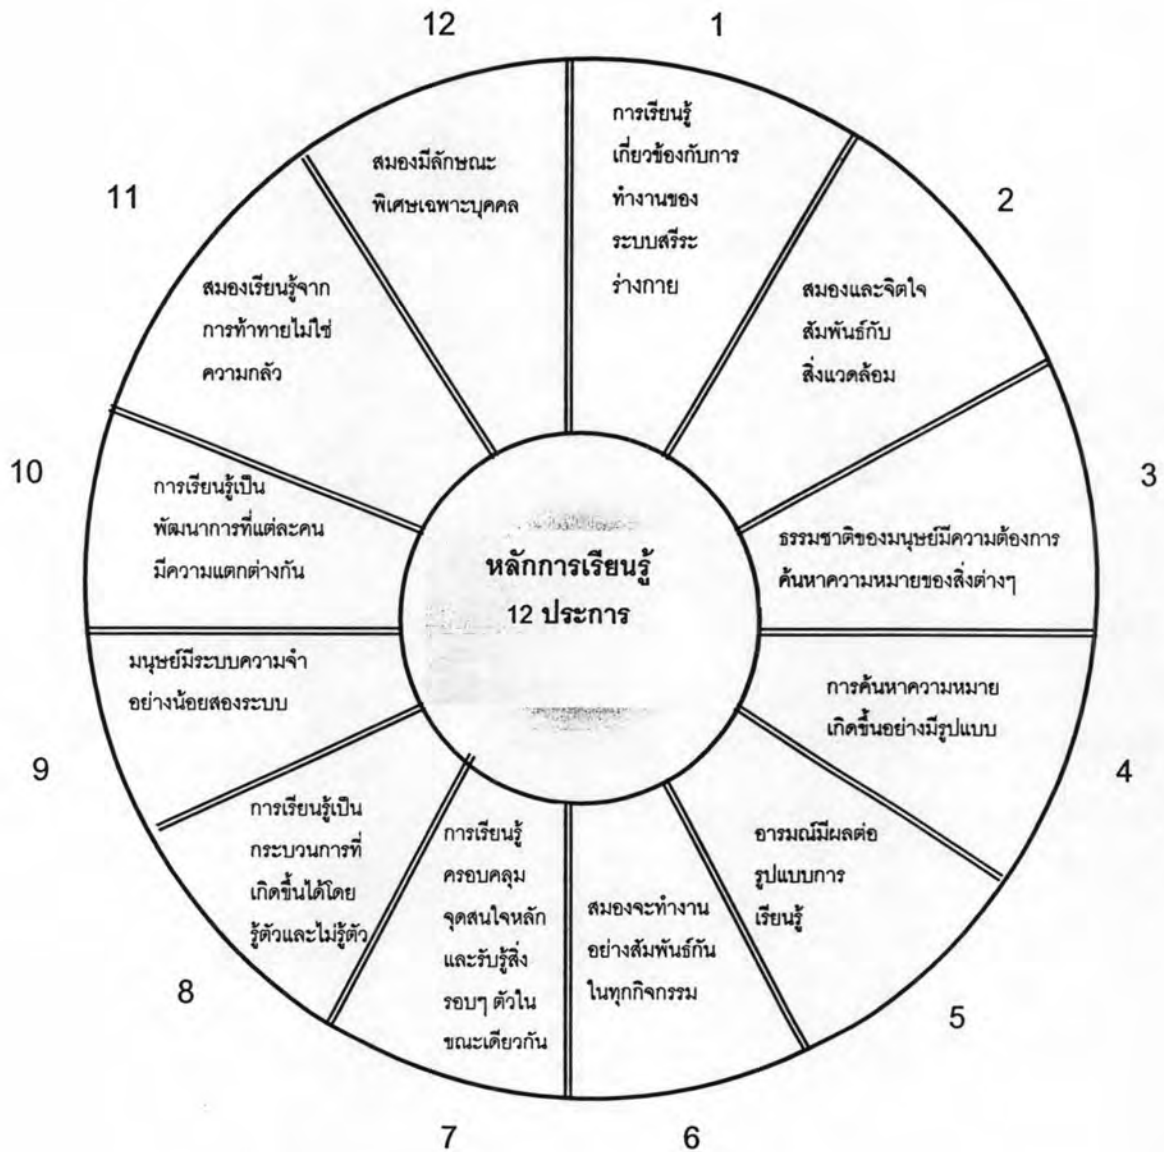 12
1
การเรียนรู้
เกี่ยวข้องกับการ
ทำงานของ
ระบบสรีระ
ร่างกาย
2
สมองและจิตใจ
สัมพันธ์กับ
สิ่งแวดล้อม
3
ธรรมชาติของมนุษย์มีความต้องการ
ค้นหาความหมายของสิ่งต่างๆ
4
การค้นหาความหมาย
เกิดขึ้นอย่างมีรูปแบบ
5
อารมณ์มีผลต่อ
รูปแบบการ
เรียนรู้
6
สมองจะทำงาน
อย่างสัมพันธ์กัน
ในทุกกิจกรรม
7
การเรียนรู้
ครอบคลุม
จุดสนใจหลัก
และรับรู้สิ่ง
รอบๆ ตัวใน
ขณะเดียวกัน
8
การเรียนรู้เป็น
กระบวนการที่
เกิดขึ้นได้โดย
รู้ตัวและไม่รู้ตัว
9
มนุษย์มีระบบความจำ
อย่างน้อยสองระบบ
10
การเรียนรู้เป็น
พัฒนาการที่แต่ละคน
มีความแตกต่างกัน
11
สมองเรียนรู้จาก
การท้าทายไม่ใช่
ความกลัว
สมองมีลักษณะ
พิเศษเฉพาะบุคคล
หลักการเรียนรู้
12 ประการ